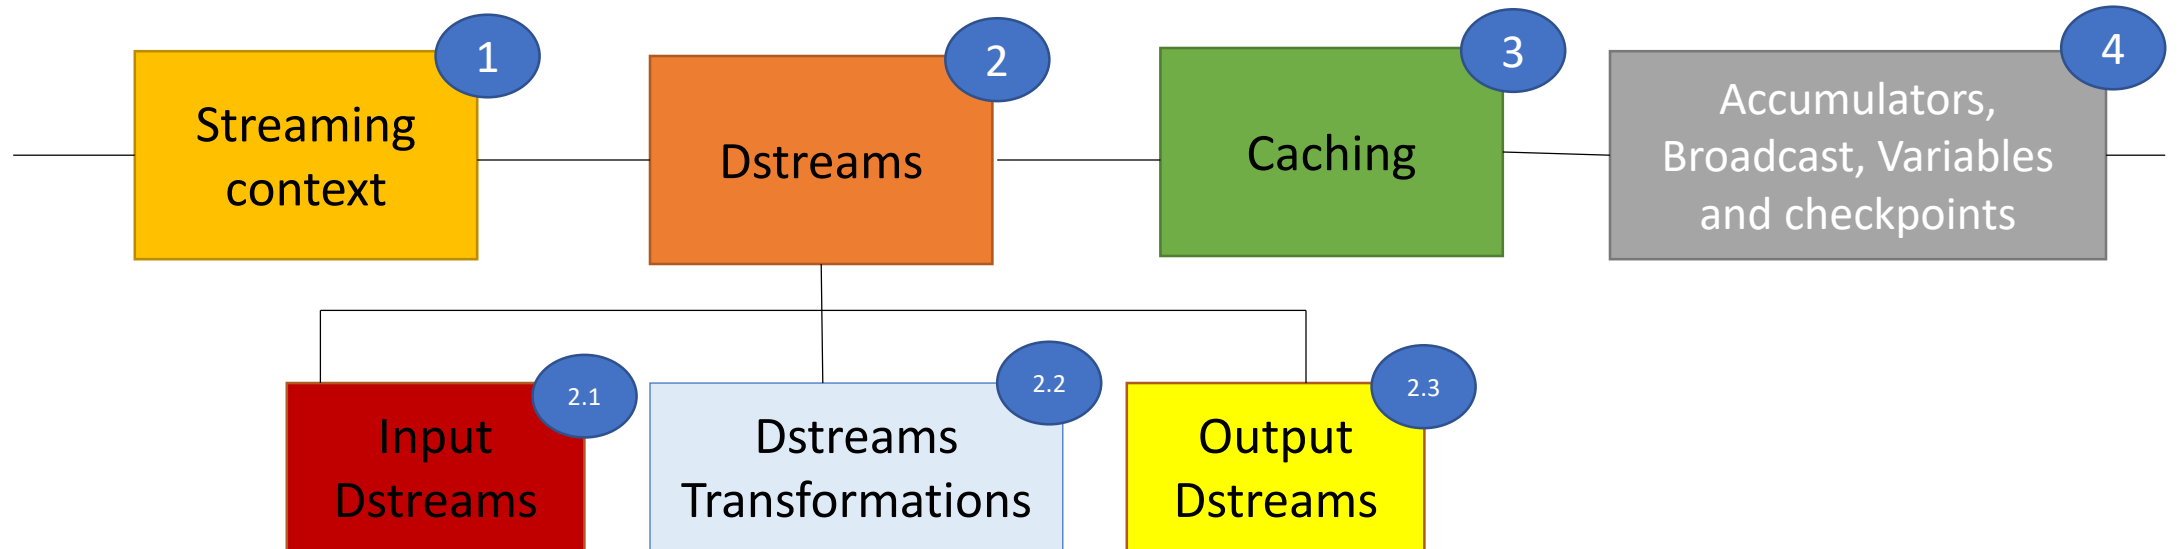 1
Streaming
context
2
Dstreams
3
Caching
4
Accumulators,
Broadcast, Variables
and checkpoints
2.1
Input
Dstreams
2.2
Dstreams
Transformations
2.3
Output
Dstreams